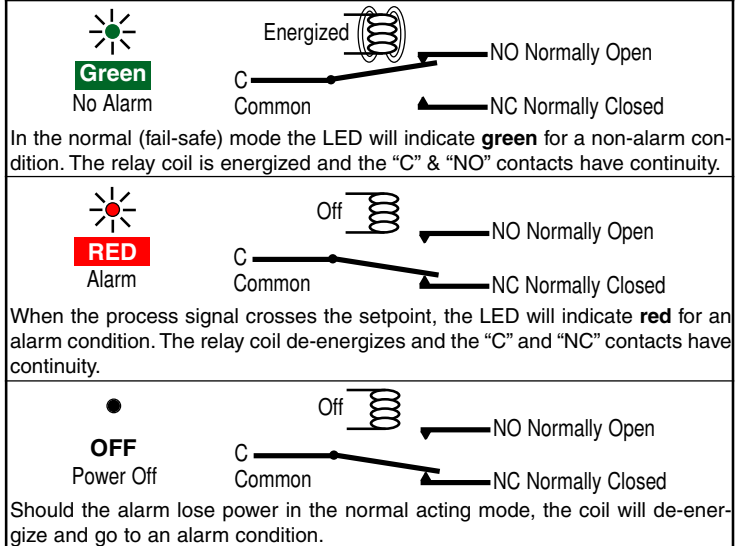 Energized
NO Normally Open
Green
C
No Alarm
Common
NC Normally Closed
In the normal (fail-safe) mode the LED will indicate green for a non-alarm con-
dition. The relay coil is energized and the “C” & “NO” contacts have continuity.
Off
NO Normally Open
RED
C
Alarm
Common
NC Normally Closed
When the process signal crosses the setpoint, the LED will indicate red for an
alarm condition. The relay coil de-energizes and the “C” and “NC” contacts have
continuity.
Off
NO Normally Open
OFF
C
Power Off
Common
NC Normally Closed
Should the alarm lose power in the normal acting mode, the coil will de-ener-
gize and go to an alarm condition.